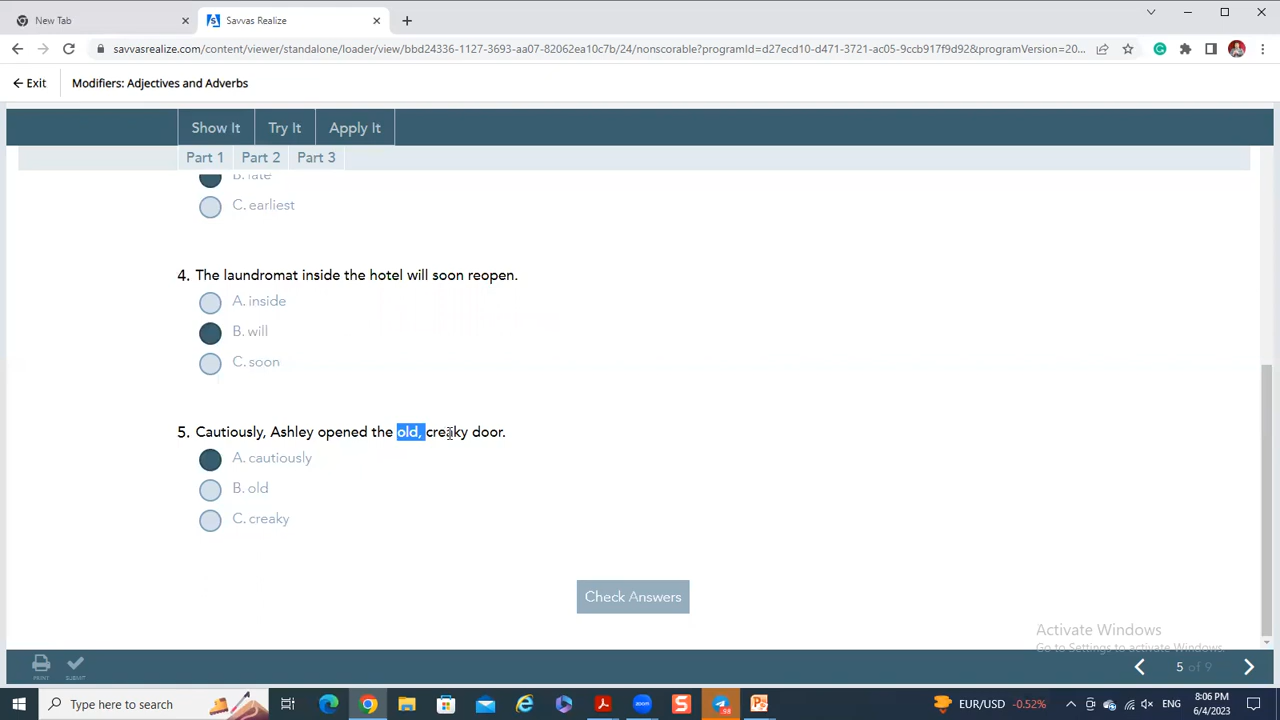 New Tab
Savvas Realize
savvasrealize.com/content/viewer/standalone/loader/view/bbd24336-1127-3693-aa07-82062ea10c7b/24/nonscorable?programId=d27ecd10-d471-3721-ac05-9ccb917f9d92&programVersion=20...
Exit
Modifiers: Adjectives and Adverbs
Show It
Try It
Apply It
Part 1
Part 2
Part 3
B. late
C. earliest
4. The laundromat inside the hotel will soon reopen.
A. inside
B. will
C. soon
5. Cautiously, Ashley opened the old, creaky door.
A. cautiously
B. old
C. creaky
Check Answers
Activate Windows
Go to Settings to activate Windows.
PRINT
SUBMIT
5 of 9
Type here to search
zoom
98
EUR/USD -0.52%
ENG
8:06 PM
6/4/2023